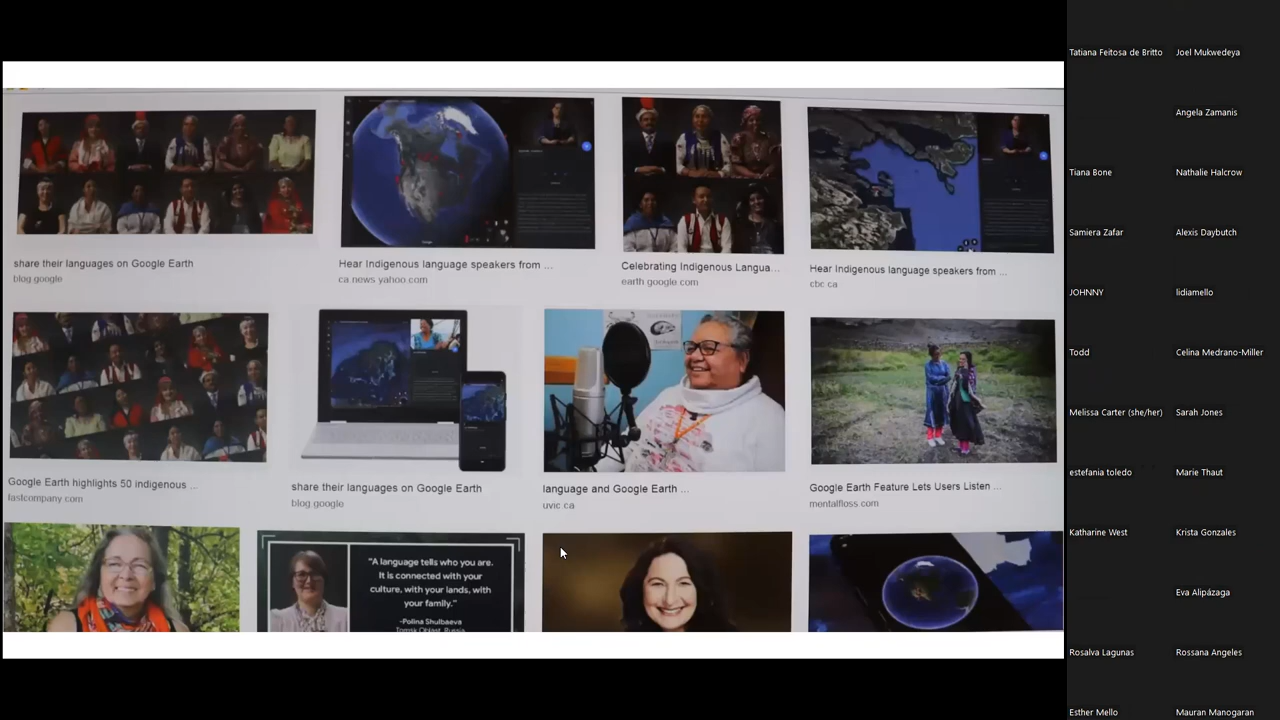 share their languages on Google Earth
blog.google
Hear Indigenous language speakers from ...
ca.news.yahoo.com
Celebrating Indigenous Langua...
earth.google.com
Hear Indigenous language speakers from ...
cbc.ca
Google Earth highlights 50 indigenous ...
fastcompany.com
share their languages on Google Earth
blog.google
language and Google Earth ...
uvic.ca
Google Earth Feature Lets Users Listen ...
mentalfloss.com
“A language tells who you are.
It is connected with your
culture, with your lands, with
your family.”
-Polina Shulbaeva
Tomsk Oblast, Russia
Tatiana Feitosa de Britto
Joel Mukwedeya
Angela Zamanis
Tiana Bone
Nathalie Halcrow
Samiera Zafar
Alexis Daybutch
JOHNNY
lidiamello
Todd
Celina Medrano-Miller
Melissa Carter (she/her)
Sarah Jones
estefania toledo
Marie Thaut
Katharine West
Krista Gonzales
Eva Alipázaga
Rosalva Lagunas
Rossana Angeles
Esther Mello
Mauran Manogaran